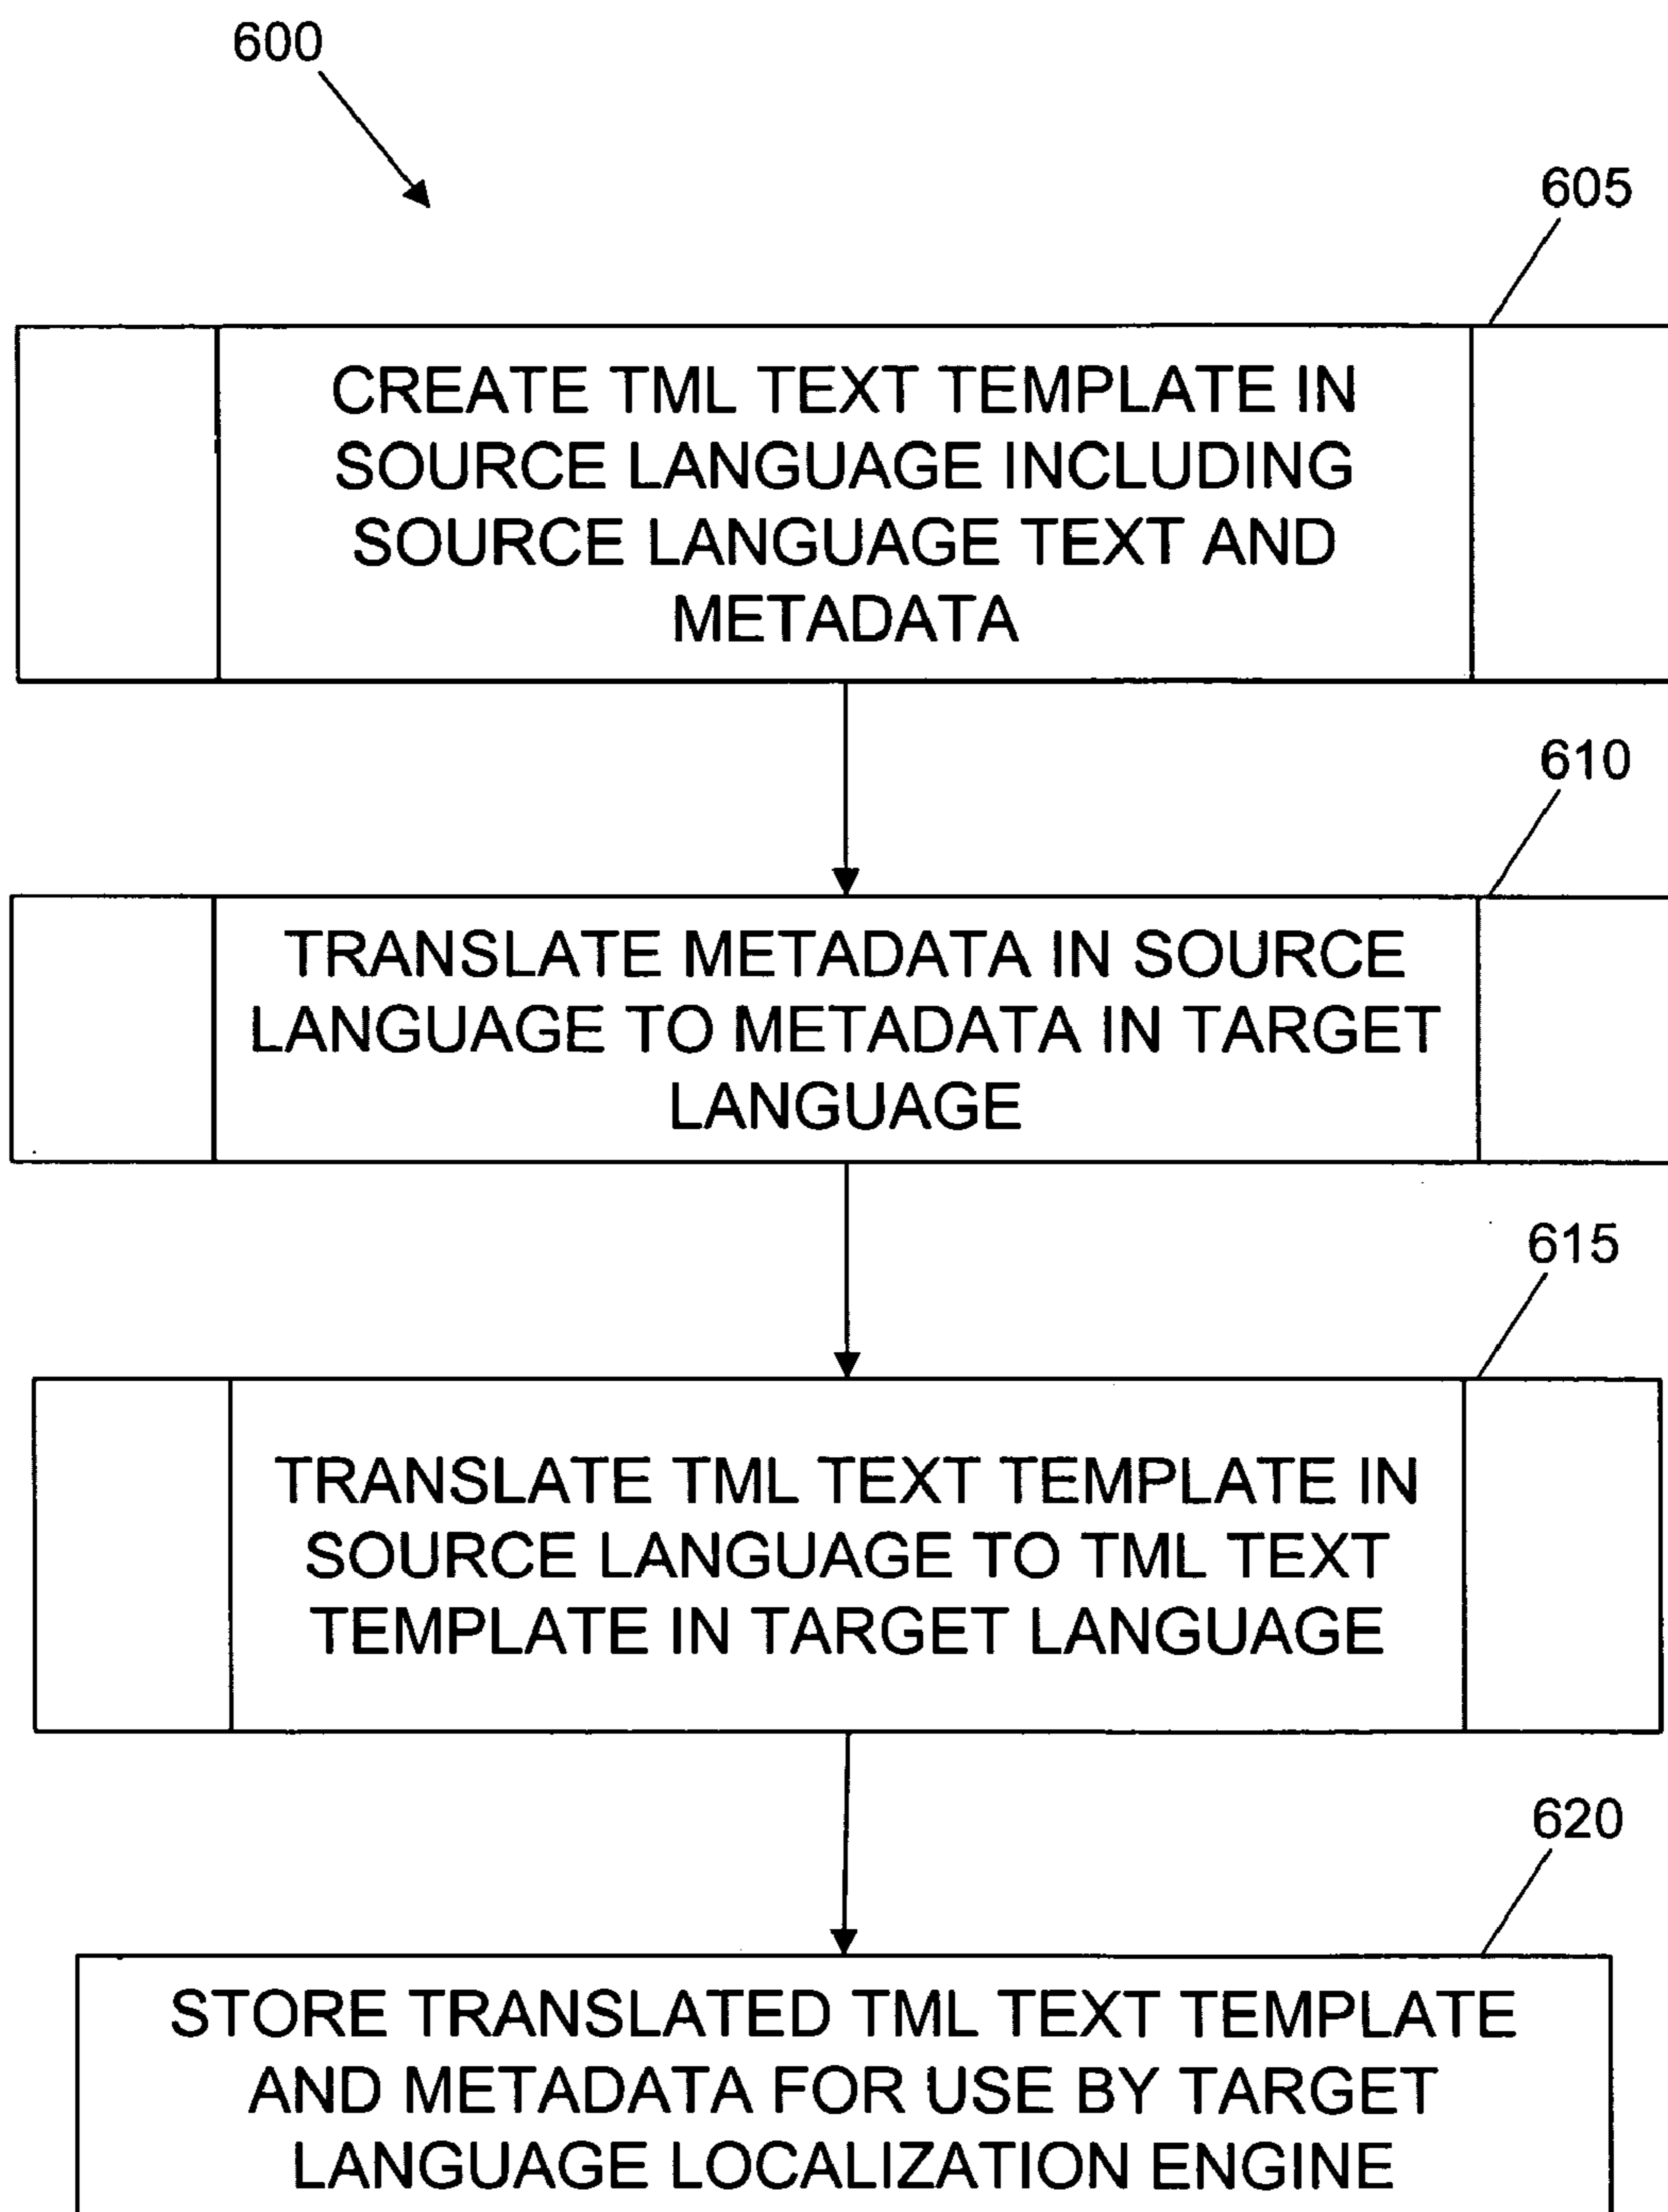 600
605
CREATE TML TEXT TEMPLATE IN
SOURCE LANGUAGE INCLUDING
SOURCE LANGUAGE TEXT AND
METADATA
610
TRANSLATE METADATA IN SOURCE
LANGUAGE TO METADATA IN TARGET
LANGUAGE
615
TRANSLATE TML TEXT TEMPLATE IN
SOURCE LANGUAGE TO TML TEXT
TEMPLATE IN TARGET LANGUAGE
620
STORE TRANSLATED TML TEXT TEMPLATE
AND METADATA FOR USE BY TARGET
LANGUAGE LOCALIZATION ENGINE